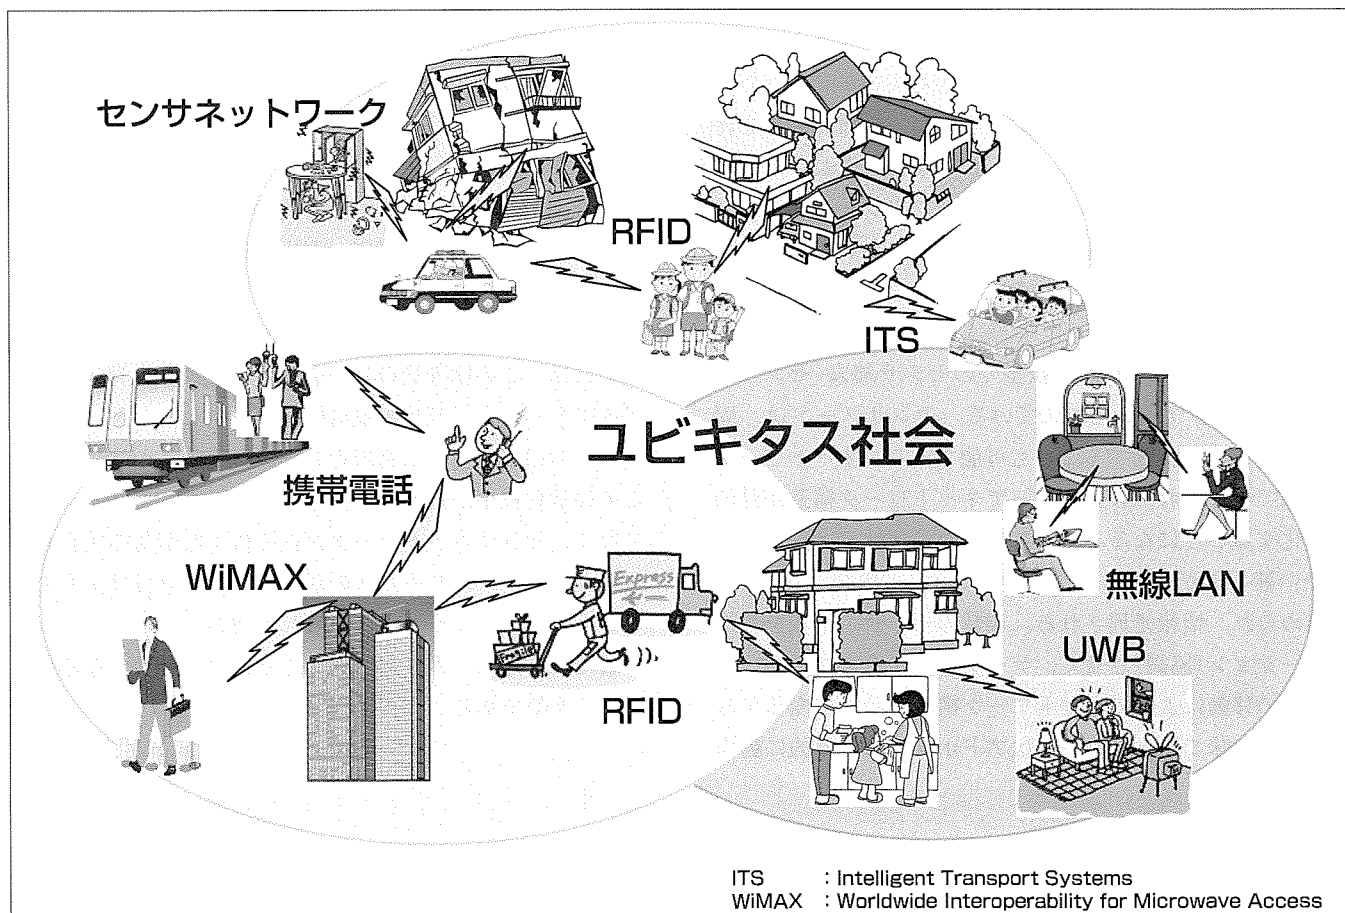 センサネットワーク
RFID
ITS
ユビキタス社会
携帯電話
WiMAX
Express
Fragile
RFID
無線LAN
UWB
ITS : Intelligent Transport Systems
WiMAX : Worldwide Interoperability for Microwave Access